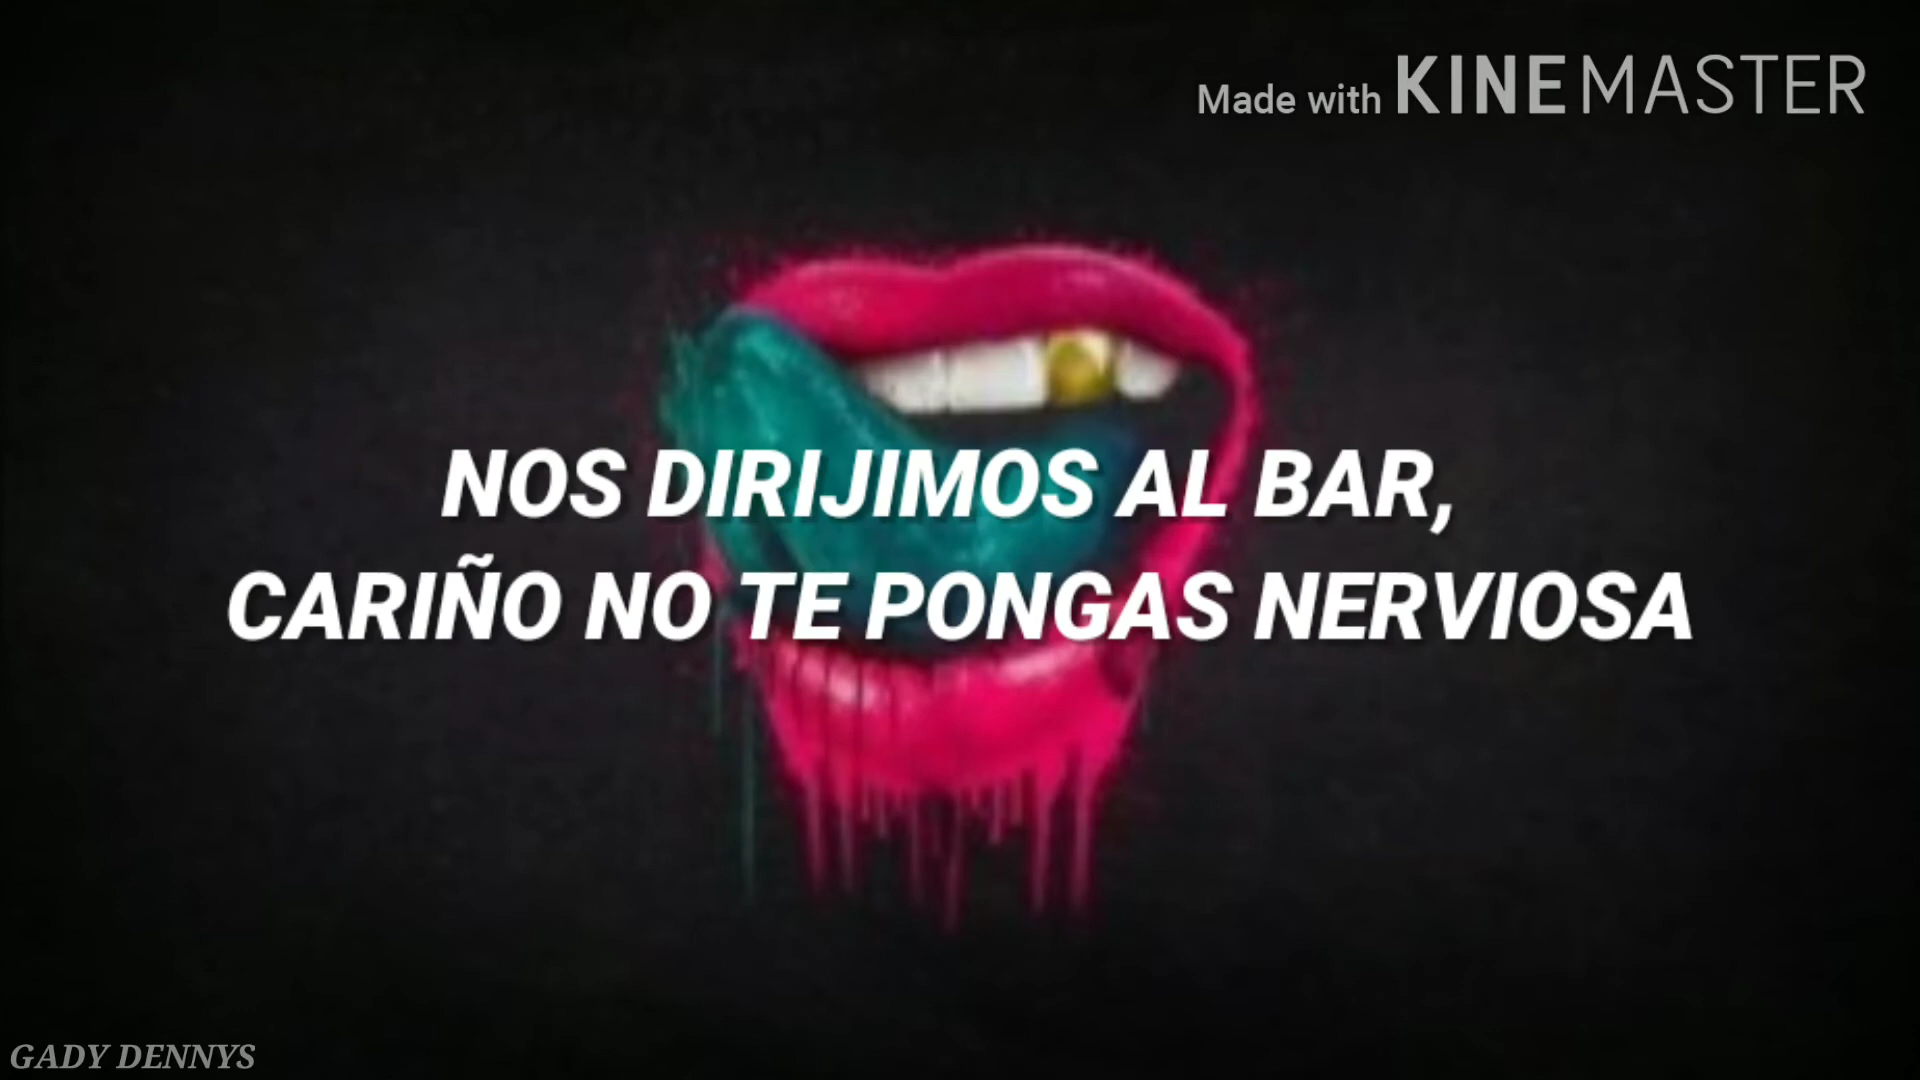 Made with KINEMASTER
NOS DIRIJIMOS AL BAR,
CARIÑO NO TE PONGAS NERVIOSA
GADY DENNYS